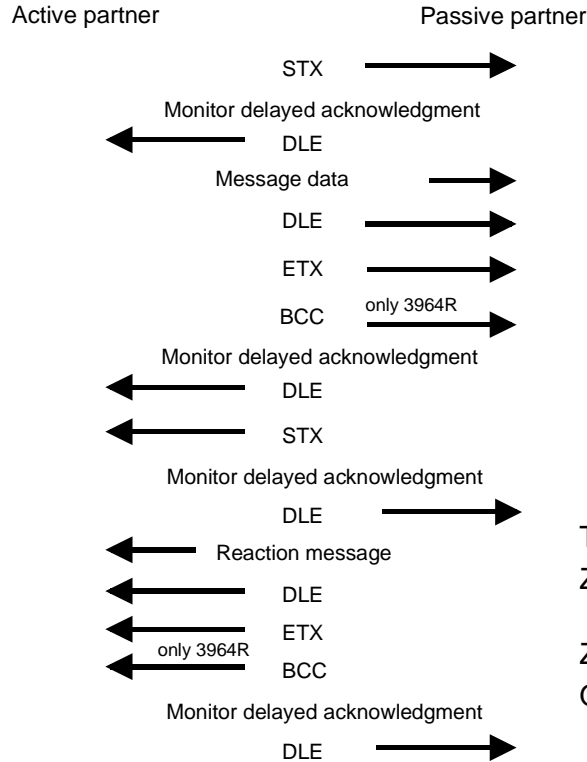 Active partner Passive partner
STX
Monitor delayed acknowledgment
DLE
Message data
DLE
ETX
only 3964R
BCC
Monitor delayed acknowledgment
DLE
STX
Monitor delayed acknowledgment
DLE
Reaction message
DLE
ETX
only 3964R
BCC
Monitor delayed acknowledgment
DLE